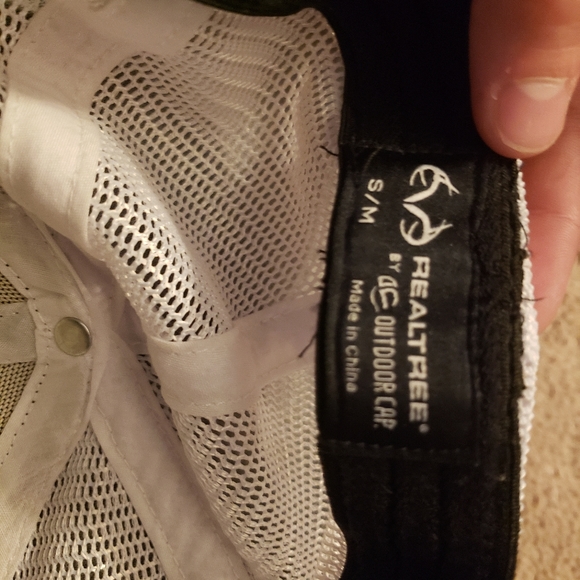 REALTREE®
BY OC OUTDOOR CAP.
S/M
Made in China